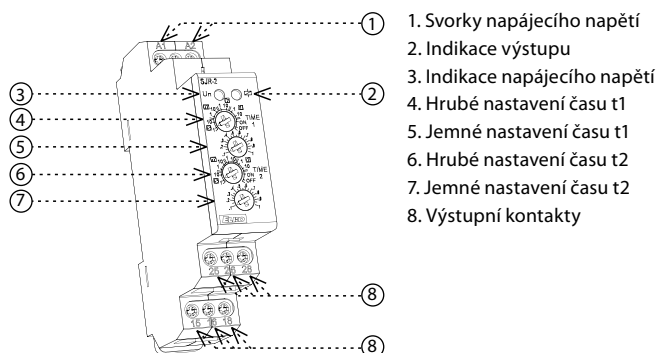 1
A1 A2
SJR-2
Un
3
2
4
TIME
1
ON
OFF
5
6
TIME
2
ON
OFF
7
ELKO
25 26 28
8
15 16 18
8
1. Svorky napájecího napětí
2. Indikace výstupu
3. Indikace napájecího napětí
4. Hrubé nastavení času t1
5. Jemné nastavení času t1
6. Hrubé nastavení času t2
7. Jemné nastavení času t2
8. Výstupní kontakty